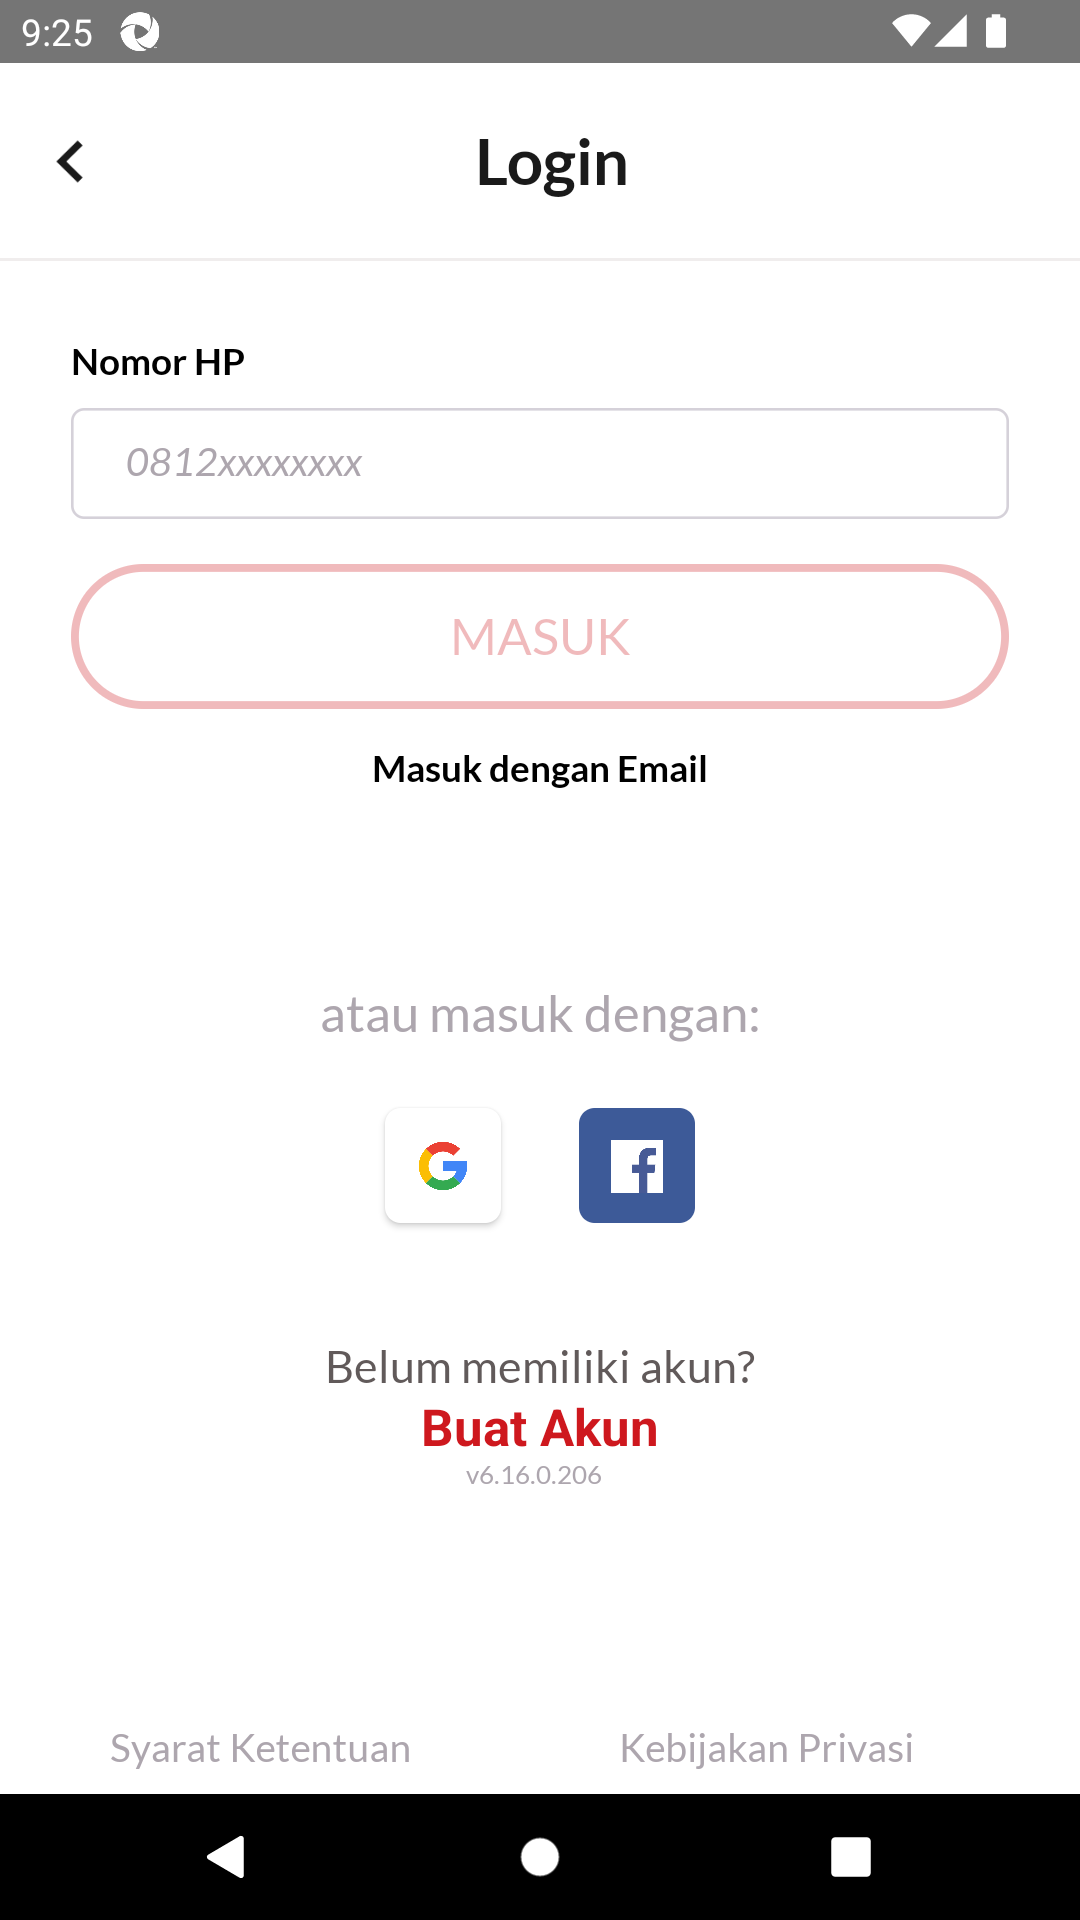 9:25
Login
Nomor HP
0812xxxxxxxx
MASUK
Masuk dengan Email
atau masuk dengan:
Belum memiliki akun?
Buat Akun
v6.16.0.206
Syarat Ketentuan
Kebijakan Privasi